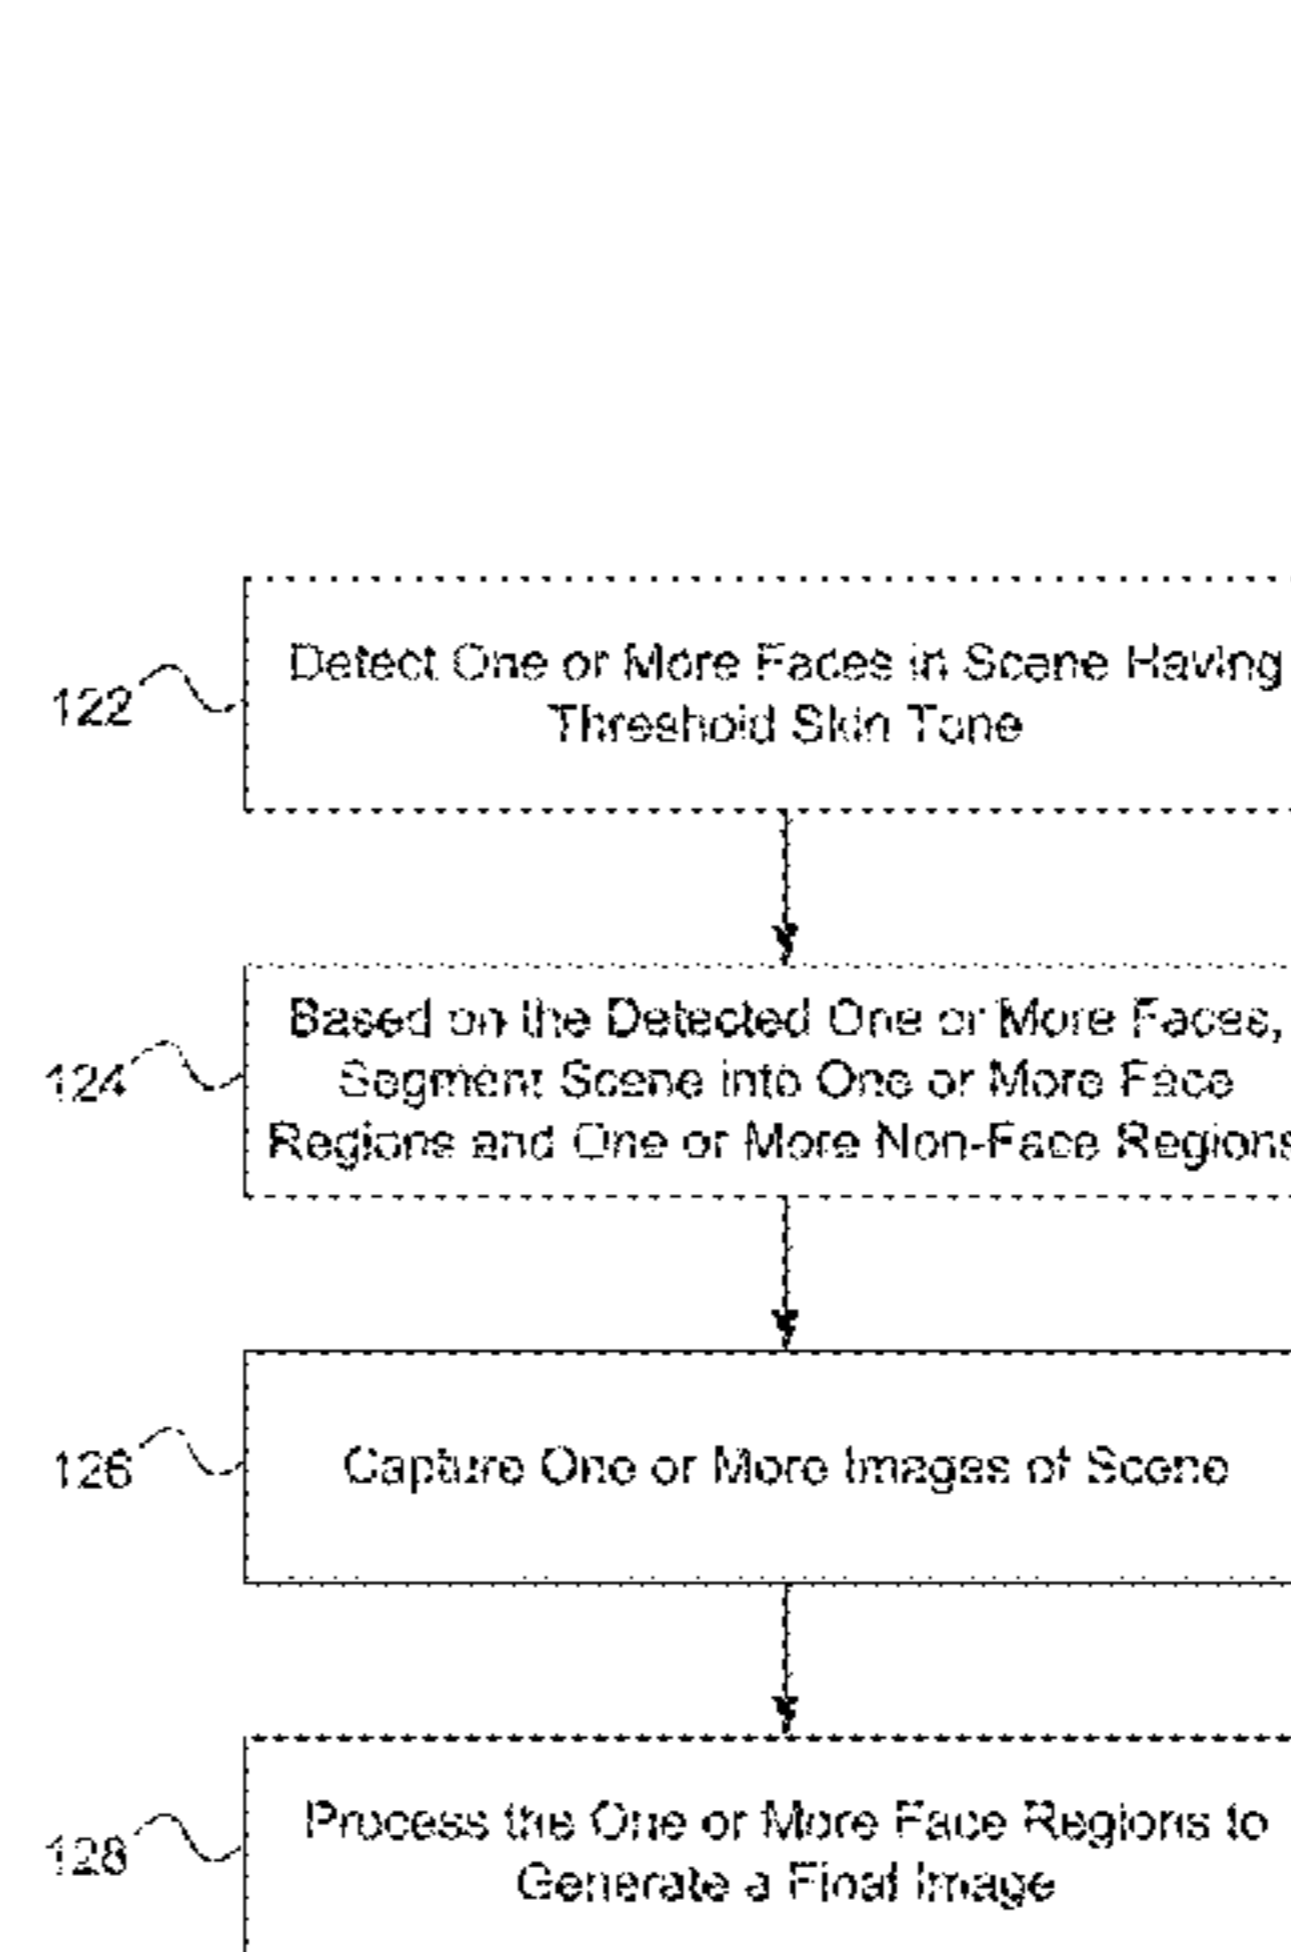 122
Detect One or More Faces in Scene Having
Threshold Skin Tone
124
Based on the Detected One or More Faces,
Segment Scene into One or More Face
Regions and One or More Non-Face Regions
126
Capture One or More Images of Scene
128
Process the One or More Face Regions to
Generate a Final Image